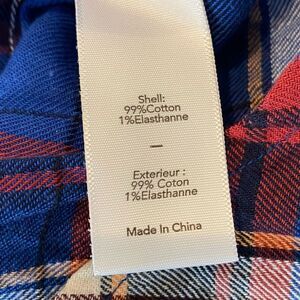 Shell:
99%Cotton
1%Elasthanne
—
Exterieur :
99% Coton
1%Elasthanne
Made In China